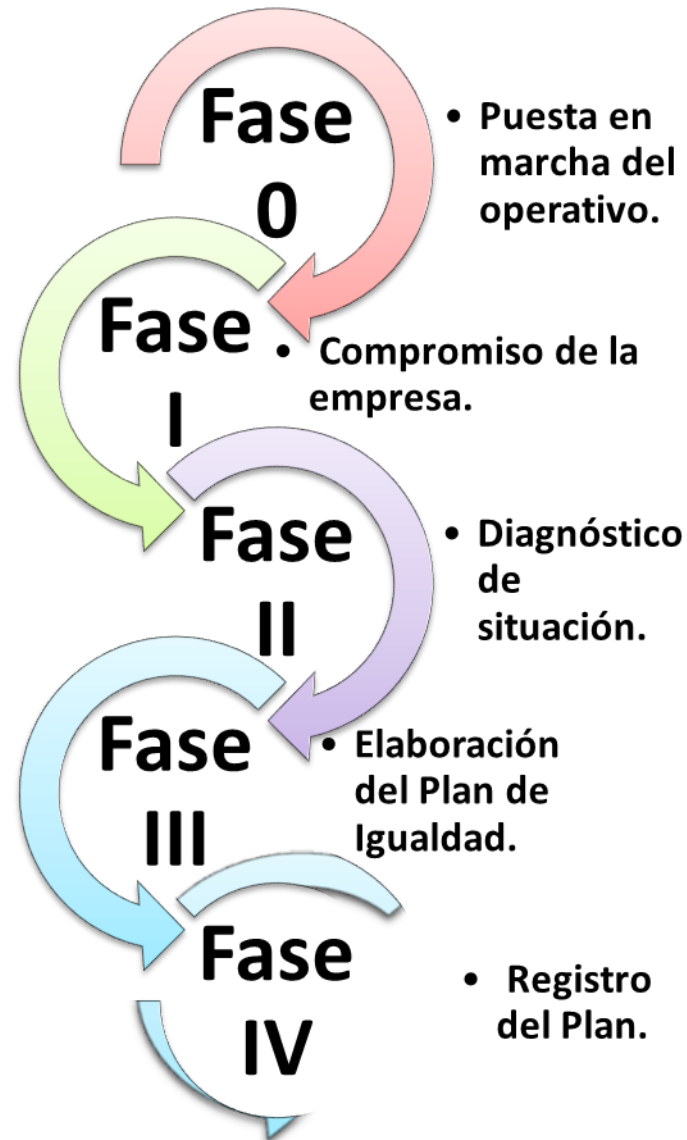 Fase
0
• Puesta en
marcha del
operativo.
Fase
I
• Compromiso de la
empresa.
Fase
II
• Diagnóstico
de
situación.
Fase
III
• Elaboración
del Plan de
Igualdad.
Fase
IV
• Registro
del Plan.